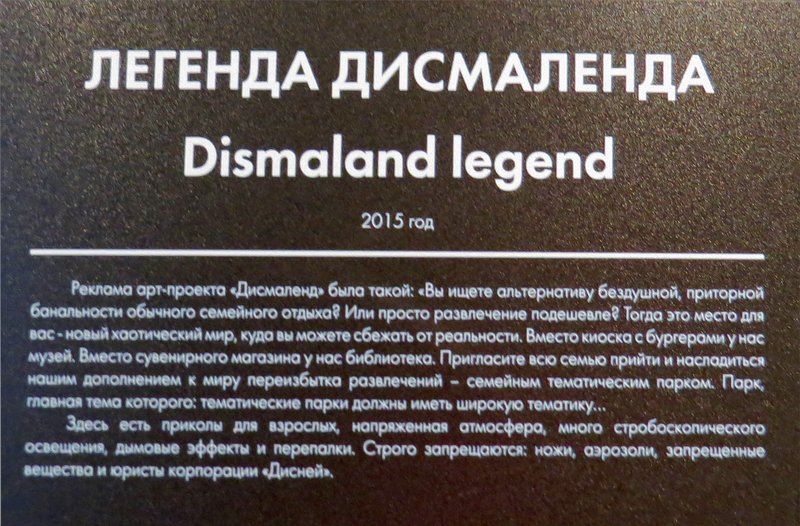 ЛЕГЕНДА ДИСМАЛЕНДА
Dismaland legend
2015 год
Реклама арт-проекта «Дисмаленд» была такой: «Вы ищете альтернативу бездушной, приторной
банальности обычного семейного отдыха? Или просто развлечение подешевле? Тогда это место для
вас - новый хаотический мир, куда вы можете сбежать от реальности. Вместо киоска с бургерами у нас
музей. Вместо сувенирного магазина у нас библиотека. Пригласите всю семью прийти и насладиться
нашим дополнением к миру переизбытка развлечений – семейным тематическим парком. Парк,
главная тема которого: тематические парки должны иметь широкую тематику...
Здесь есть приколы для взрослых, напряженная атмосфера, много стробоскопического
освещения, дымовые эффекты и перепалки. Строго запрещаются: ножи, аэрозоли, запрещенные
вещества и юристы корпорации «Дисней».